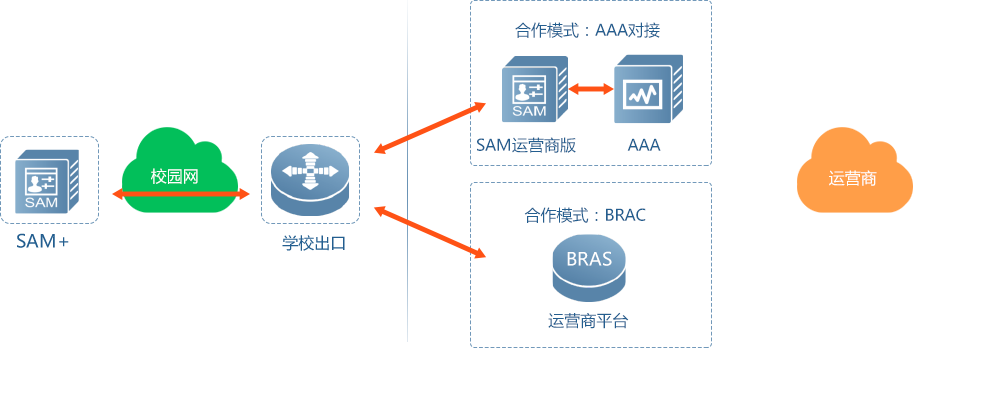 合作模式：AAA对接
SAM
SAM运营商版
AAA
校园网
SAM
SAM+
学校出口
运营商
合作模式：BRAC
BRAS
运营商平台